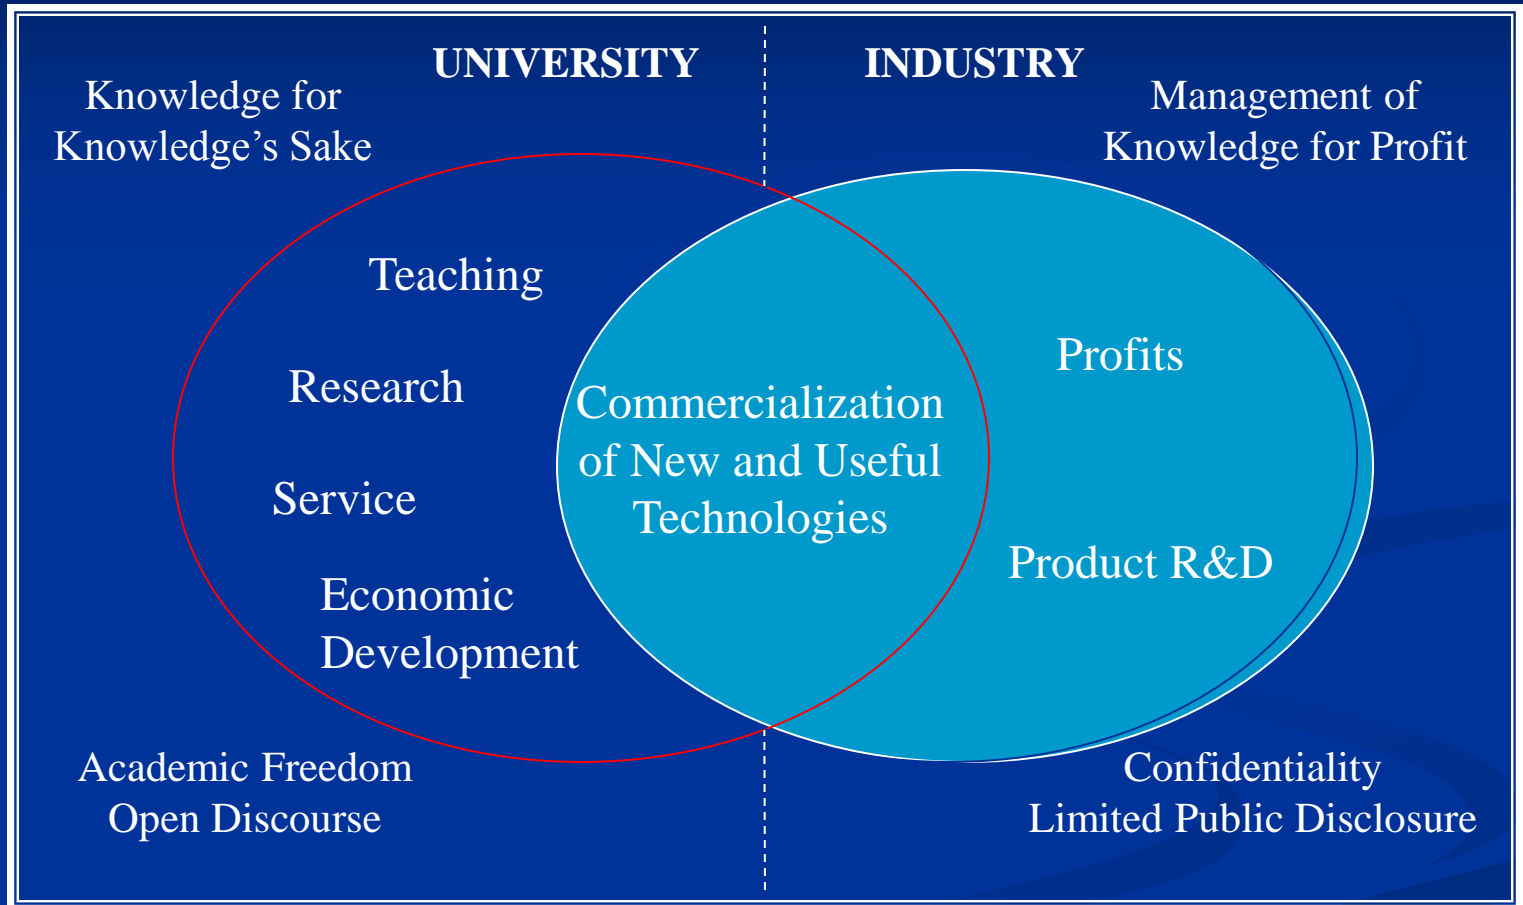 UNIVERSITY
INDUSTRY
Knowledge for
Knowledge’s Sake
Management of
Knowledge for Profit
Teaching
Research
Service
Economic
Development
Commercialization
of New and Useful
Technologies
Profits
Product R&D
Academic Freedom
Open Discourse
Confidentiality
Limited Public Disclosure